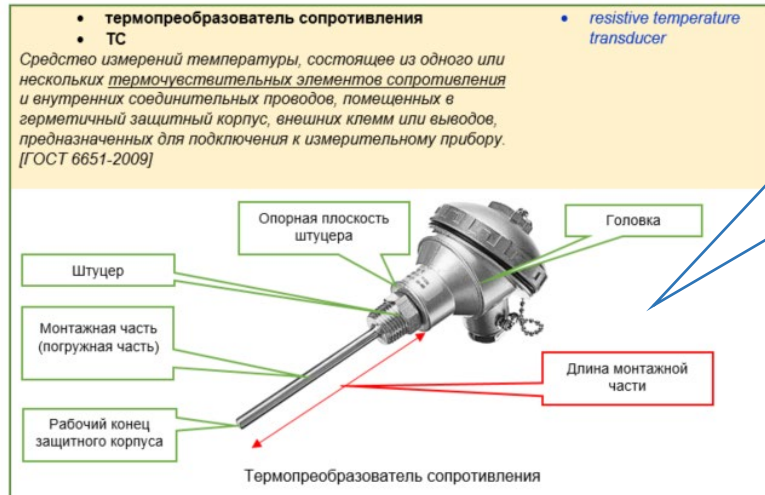 • термопреобразователь сопротивления
• ТС
Средство измерений температуры, состоящее из одного или
нескольких термочувствительных элементов сопротивления
и внутренних соединительных проводов, помещенных в
герметичный защитный корпус, внешних клемм или выводов,
предназначенных для подключения к измерительному прибору.
[ГОСТ 6651-2009]
• resistive temperature
transducer
Опорная плоскость
штуцера
Головка
Штуцер
Монтажная часть
(погружная часть)
Длина монтажной
части
Рабочий конец
защитного корпуса
Термопреобразователь сопротивления